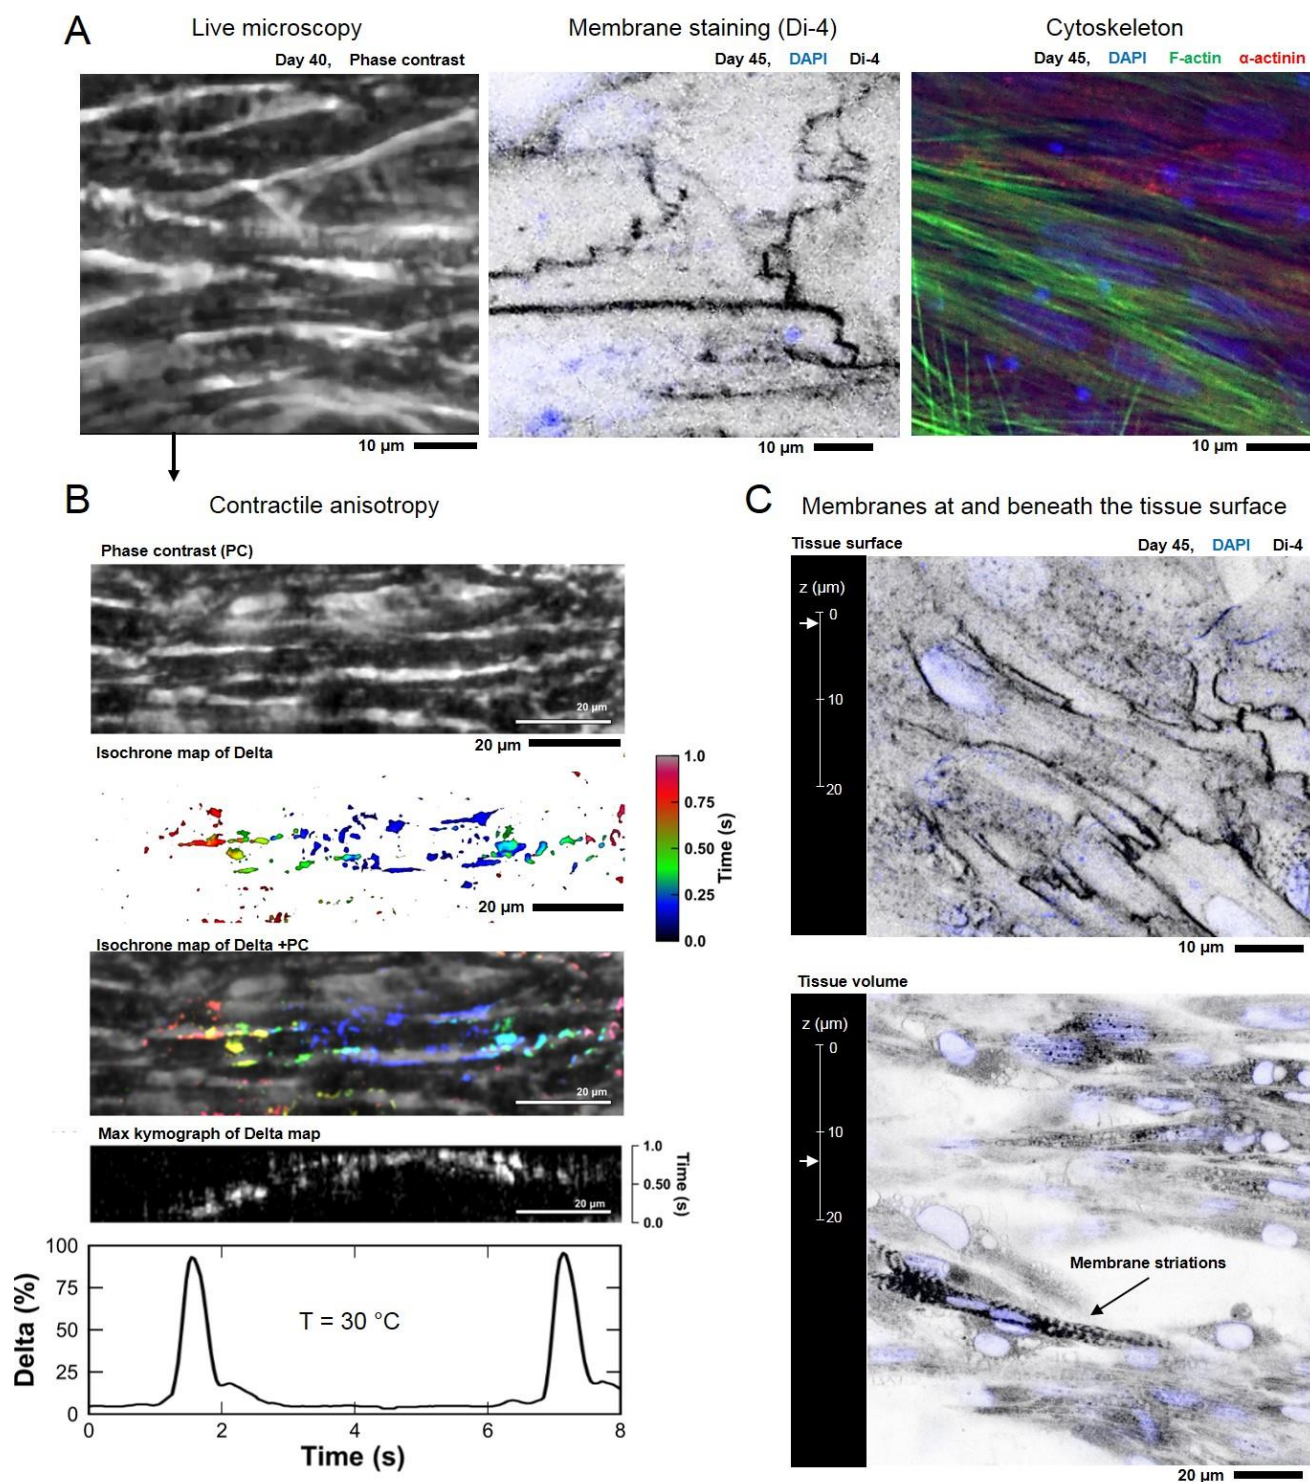 A
Live microscopy
Day 40, Phase contrast
10 µm
Membrane staining (Di-4)
Day 45, DAPI Di-4
10 µm
Cytoskeleton
Day 45, DAPI F-actin α-actinin
10 µm
B
Contractile anisotropy
Phase contrast (PC)
20 µm
20 µm
Isochrone map of Delta
20 µm
1.0
0.75
0.50
0.25
0.0
Time (s)
Isochrone map of Delta +PC
20 µm
Max kymograph of Delta map
20 µm
1.0
0.50
0.0
Time (s)
100
75
50
25
0
Delta (%)
T = 30 °C
0 2 4 6 8
Time (s)
C
Membranes at and beneath the tissue surface
Tissue surface
Day 45, DAPI Di-4
z (µm)
0
10
20
10 µm
Tissue volume
z (µm)
0
10
20
Membrane striations
20 µm